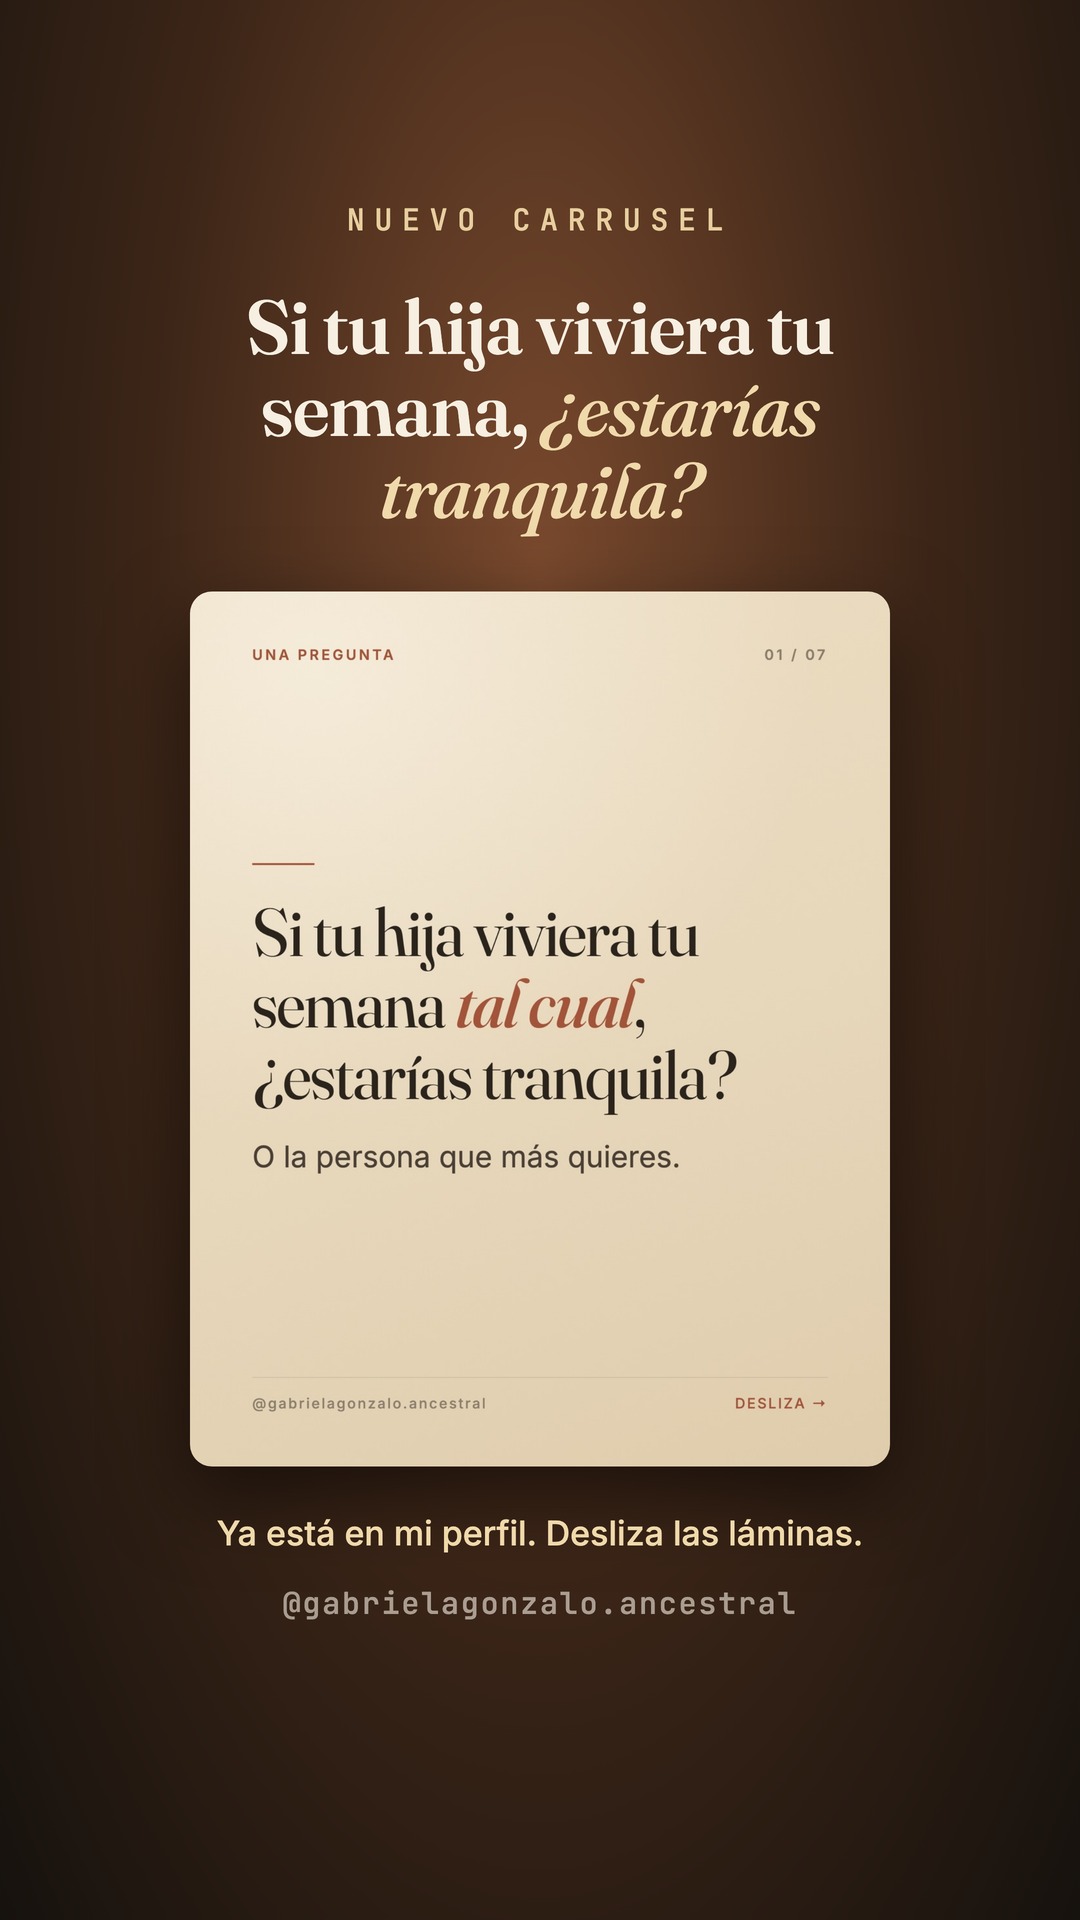 NUEVO CARRUSEL
Si tu hija viviera tu
semana, ¿estarías
tranquila?
UNA PREGUNTA
01 / 07
Si tu hija viviera tu
semana tal cual,
¿estarías tranquila?
O la persona que más quieres.
@gabrielagonzalo.ancestral
DESLIZA →
Ya está en mi perfil. Desliza las láminas.
@gabrielagonzalo.ancestral